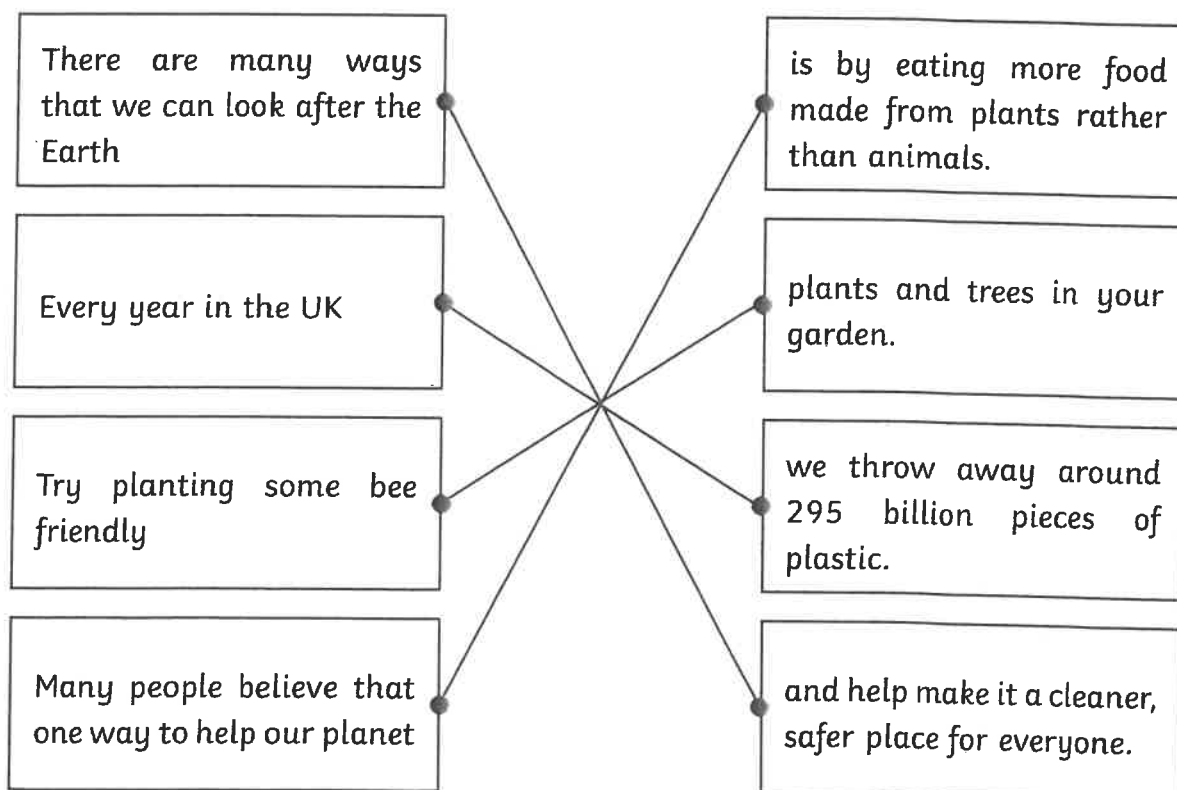 There are many ways
that we can look after the
Earth
is by eating more food
made from plants rather
than animals.
Every year in the UK
plants and trees in your
garden.
Try planting some bee
friendly
we throw away around
295 billion pieces of
plastic.
Many people believe that
one way to help our planet
and help make it a cleaner,
safer place for everyone.